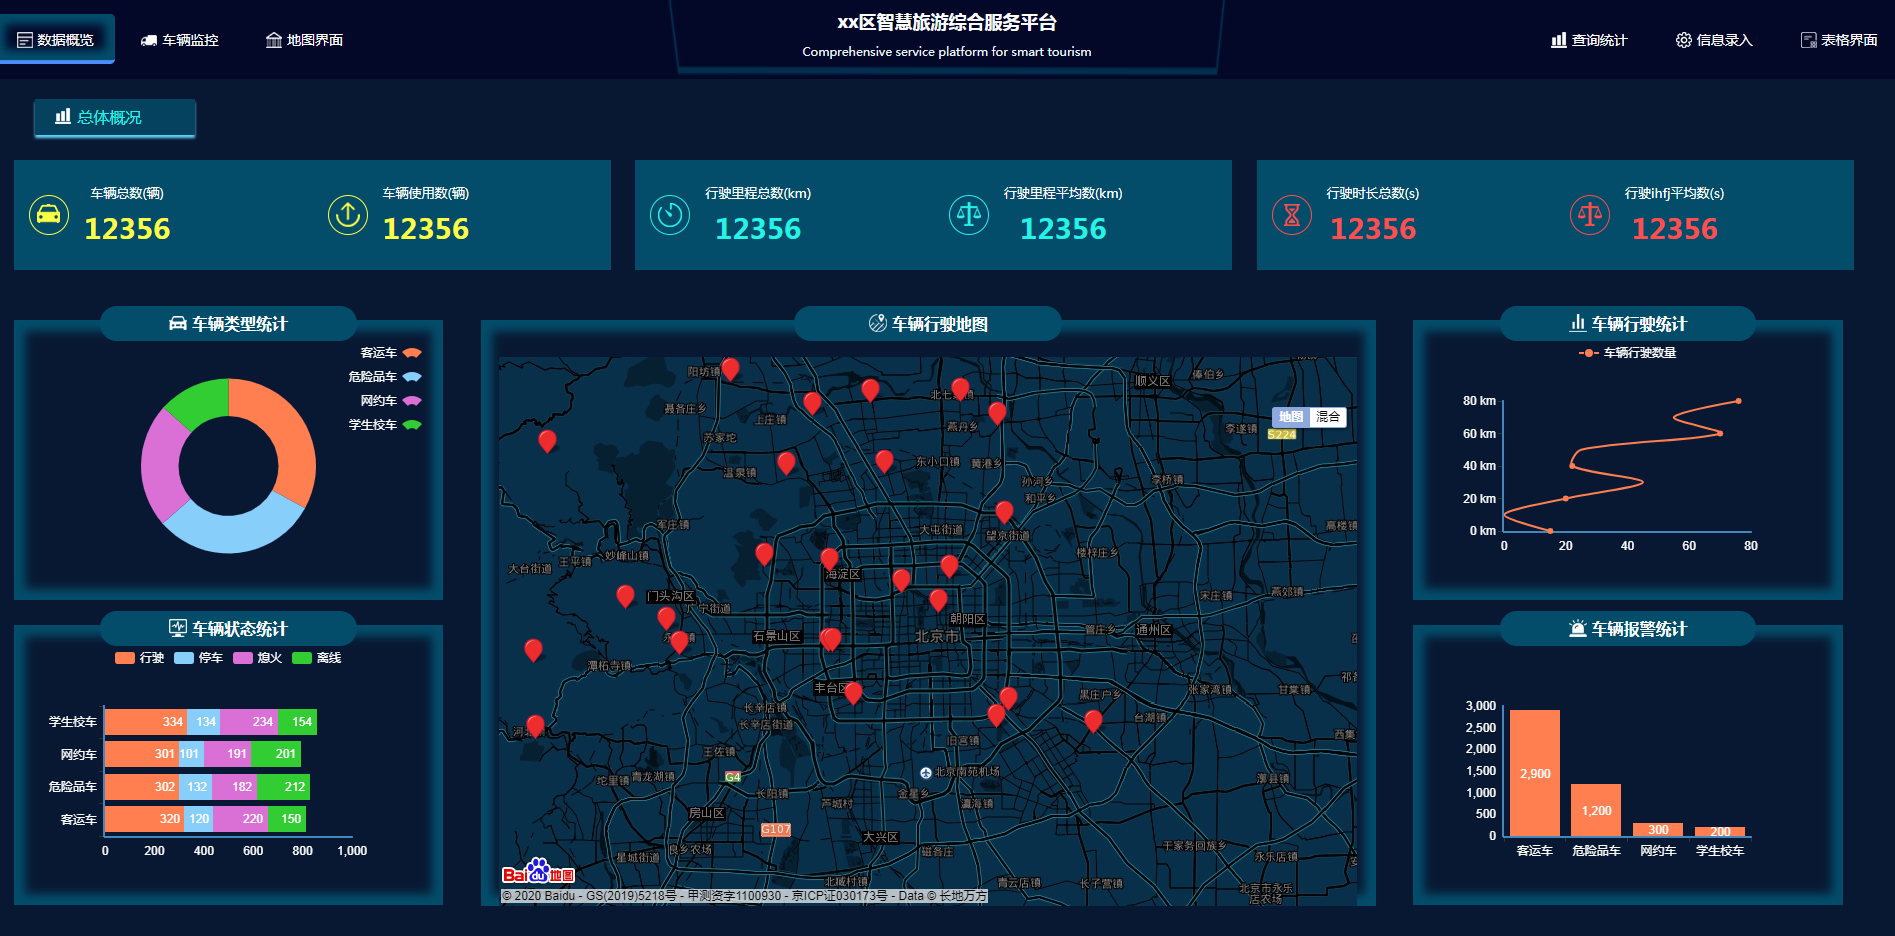 数据概览
车辆监控
地图界面
xx区智慧旅游综合服务平台
Comprehensive service platform for smart tourism
查询统计
信息录入
表格界面
总体概况
车辆总数(辆)
12356
车辆使用数(辆)
12356
行驶里程总数(km)
12356
行驶里程平均数(km)
12356
行驶时长总数(s)
12356
行驶ihfj平均数(s)
12356
车辆类型统计
客运车
危险品车
网约车
学生校车
车辆状态统计
行驶 停车 熄火 离线
学生校车 334 134 234 154
网约车 301 101 191 201
危险品车 302 132 182 212
客运车 320 120 220 150
0 200 400 600 800 1,000
车辆行驶地图
阳坊镇
顺义区
俸伯乡
聂各庄乡
上庄镇
地图 混合
苏家坨
燕丹乡
李遂镇
S224
温泉镇
东小口镇
黄港乡
孙河乡
李桥镇
和平乡
军庄镇
大屯街道
望京街道
高楼镇
妙峰山镇
王平镇
大台街道
海淀区
楼梓庄乡
门头沟区
广宁街道
宋庄镇
燕郊镇
朝阳区
石景山区
北京市
管庄乡
通州区
潭柘寺镇
丰台区
黑庄户乡
张家湾镇
甘棠镇
长辛店镇
长辛店街道
台湖镇
王佐镇
旧宫镇
西集
坨里镇
青龙湖镇
G4
北京南苑机场
漷县镇
长阳镇
芦城村
金星乡
瀛海镇
房山区
G107
大兴区
星城街道
良乡农场
磁各庄
于家务回族乡
永乐店镇
Baidu地图
北臧村镇
青云店镇
长子营镇
北京市永乐
店农场
© 2020 Baidu - GS(2019)5218号 - 甲测资字1100930 - 京ICP证030173号 - Data © 长地万方
车辆行驶统计
车辆行驶数量
80 km
60 km
40 km
20 km
0 km
0 20 40 60 80
车辆报警统计
3,000
2,500
2,000
1,500
1,000
500
0
2,900
1,200
300
200
客运车 危险品车 网约车 学生校车